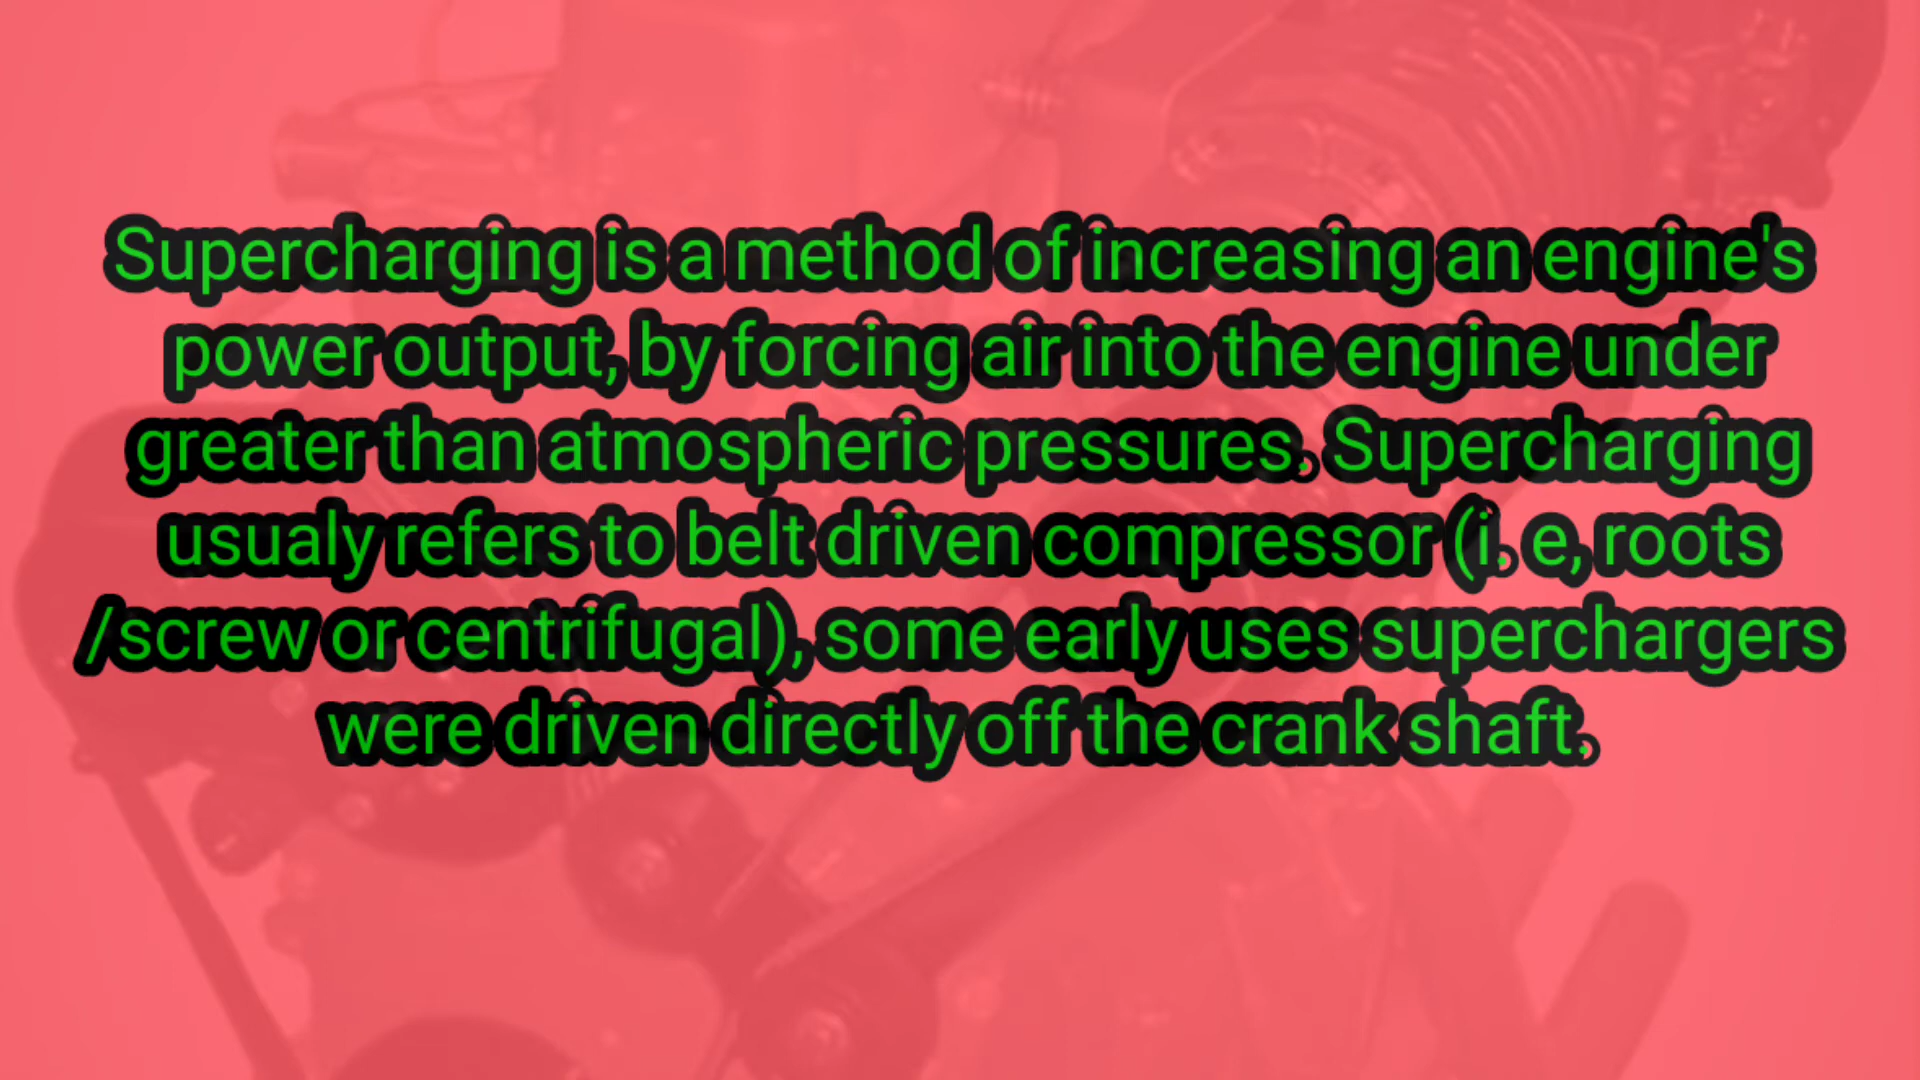 Supercharging is a method of increasing an engine's
power output, by forcing air into the engine under
greater than atmospheric pressures. Supercharging
usualy refers to belt driven compressor (i. e, roots
/screw or centrifugal), some early uses superchargers
were driven directly off the crank shaft.